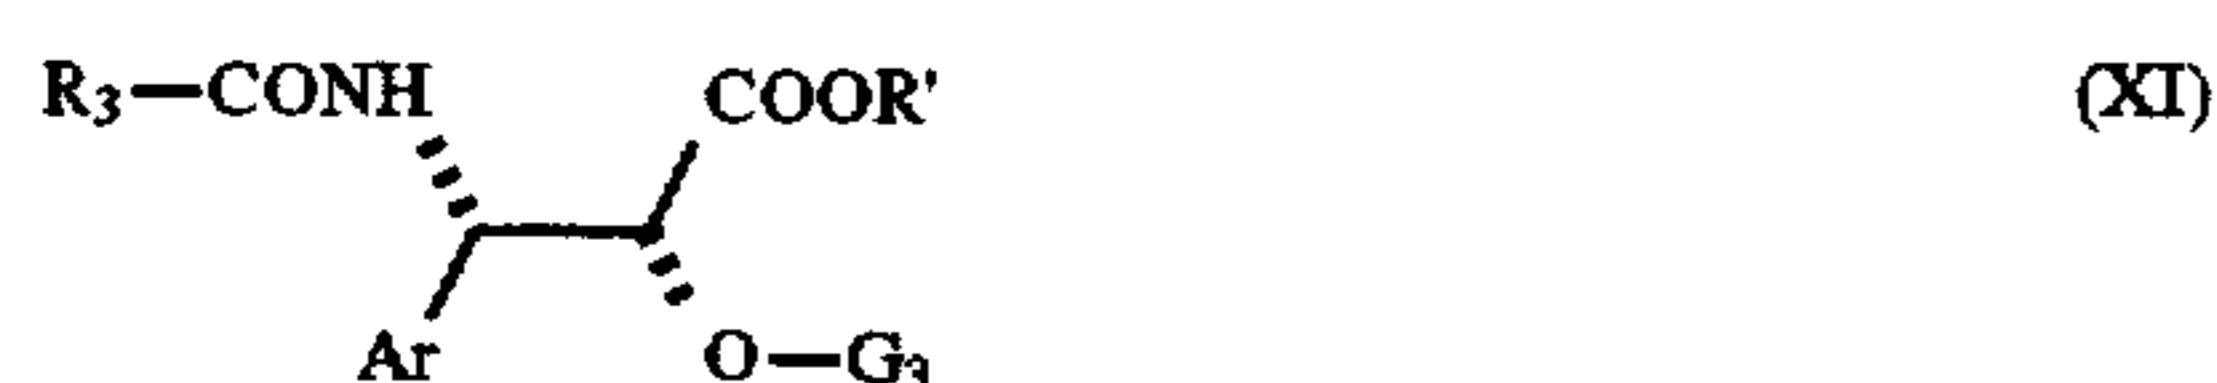 R₃—CONH COOR' (XI)
Ar O—G₃